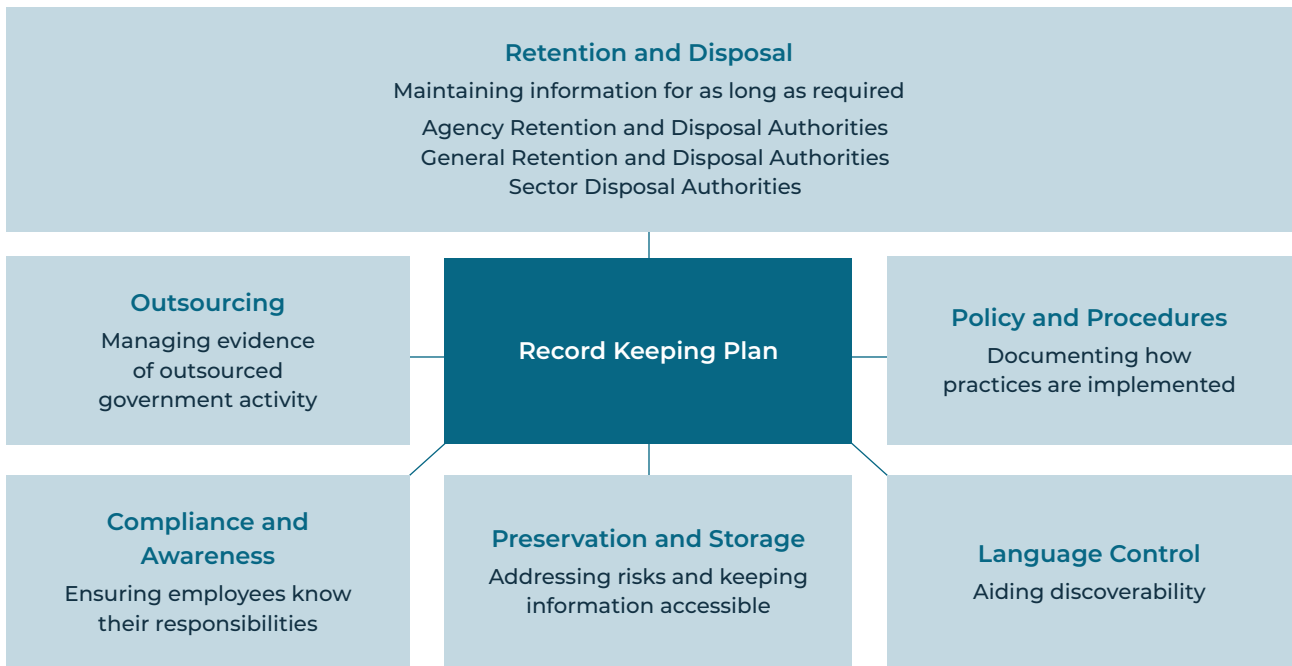 Retention and Disposal
Maintaining information for as long as required
Agency Retention and Disposal Authorities
General Retention and Disposal Authorities
Sector Disposal Authorities
Outsourcing
Managing evidence
of outsourced
government activity
Record Keeping Plan
Policy and Procedures
Documenting how
practices are implemented
Compliance and
Awareness
Ensuring employees know
their responsibilities
Preservation and Storage
Addressing risks and keeping
information accessible
Language Control
Aiding discoverability